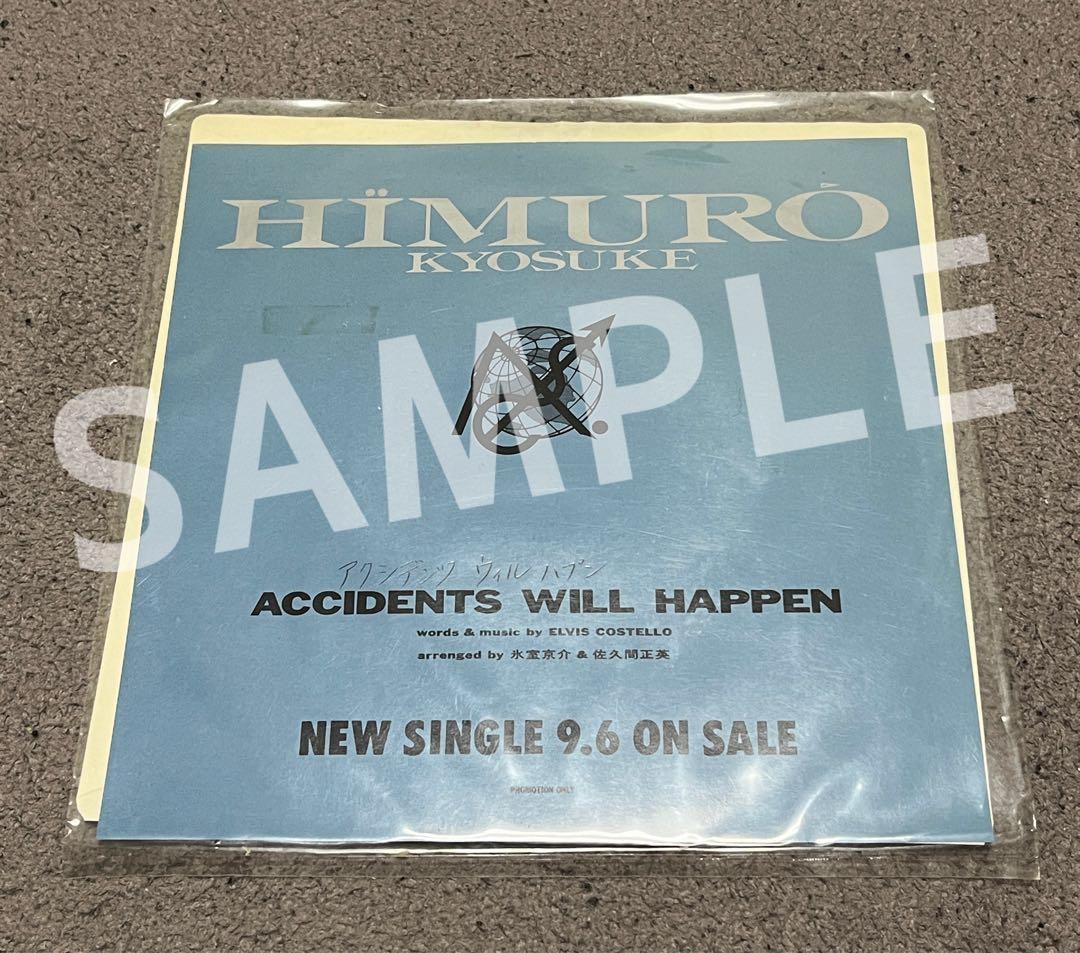 HÏMURÓ
KYOSUKE
SAMPLE
アクシデンツ ウィル ハプン
ACCIDENTS WILL HAPPEN
words & music by ELVIS COSTELLO
arranged by 氷室京介 & 佐久間正英
NEW SINGLE 9.6 ON SALE
PROMOTION ONLY